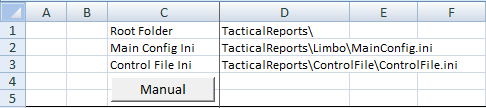 A B C D E F
1 Root Folder TacticalReports\
2 Main Config Ini TacticalReports\Limbo\MainConfig.ini
3 Control File Ini TacticalReports\ControlFile\ControlFile.ini
4 Manual
5